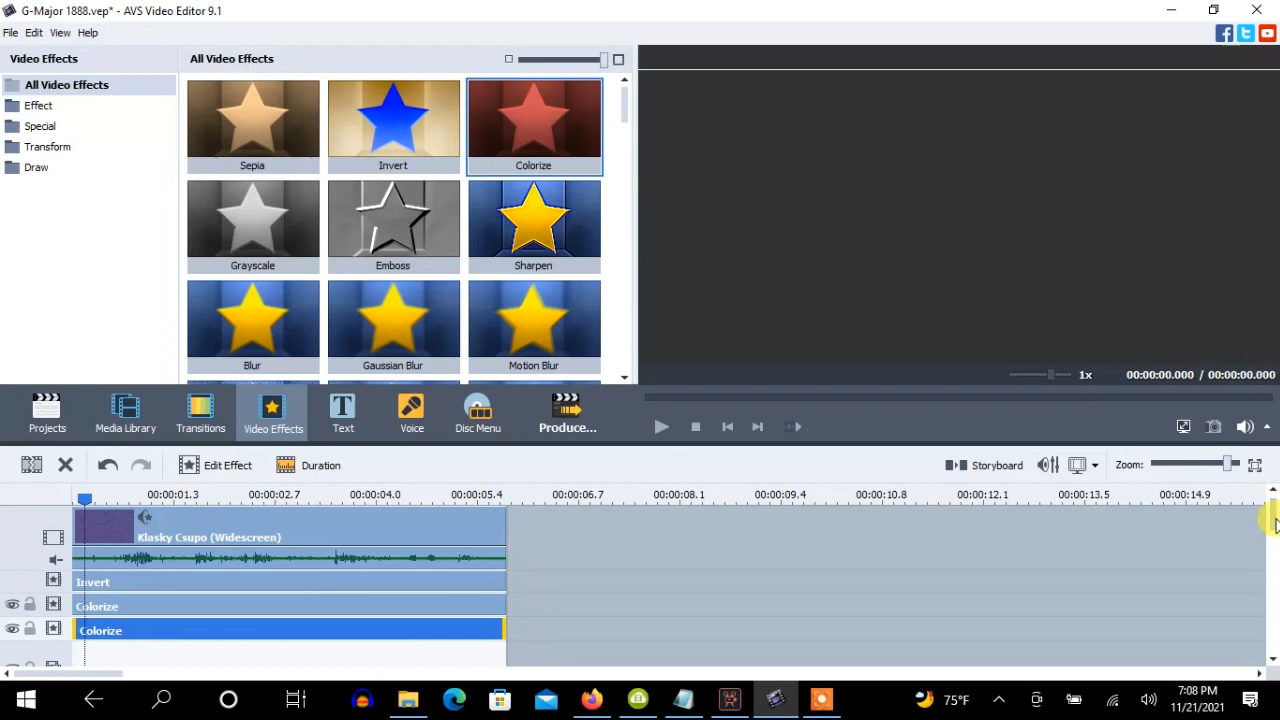 G-Major 1888.vep* - AVS Video Editor 9.1
File Edit View Help
Video Effects
All Video Effects
All Video Effects
Effect
Special
Transform
Draw
Sepia
Invert
Colorize
Grayscale
Emboss
Sharpen
Blur
Gaussian Blur
Motion Blur
1x
00:00:00.000 / 00:00:00.000
Projects
Media Library
Transitions
Video Effects
Text
Voice
Disc Menu
Produce...
Edit Effect
Duration
Storyboard
Zoom:
00:00:01.3 00:00:02.7 00:00:04.0 00:00:05.4 00:00:06.7 00:00:08.1 00:00:09.4 00:00:10.8 00:00:12.1 00:00:13.5 00:00:14.9
Klasky Csupo (Widescreen)
Invert
Colorize
Colorize
75°F
7:08 PM
11/21/2021